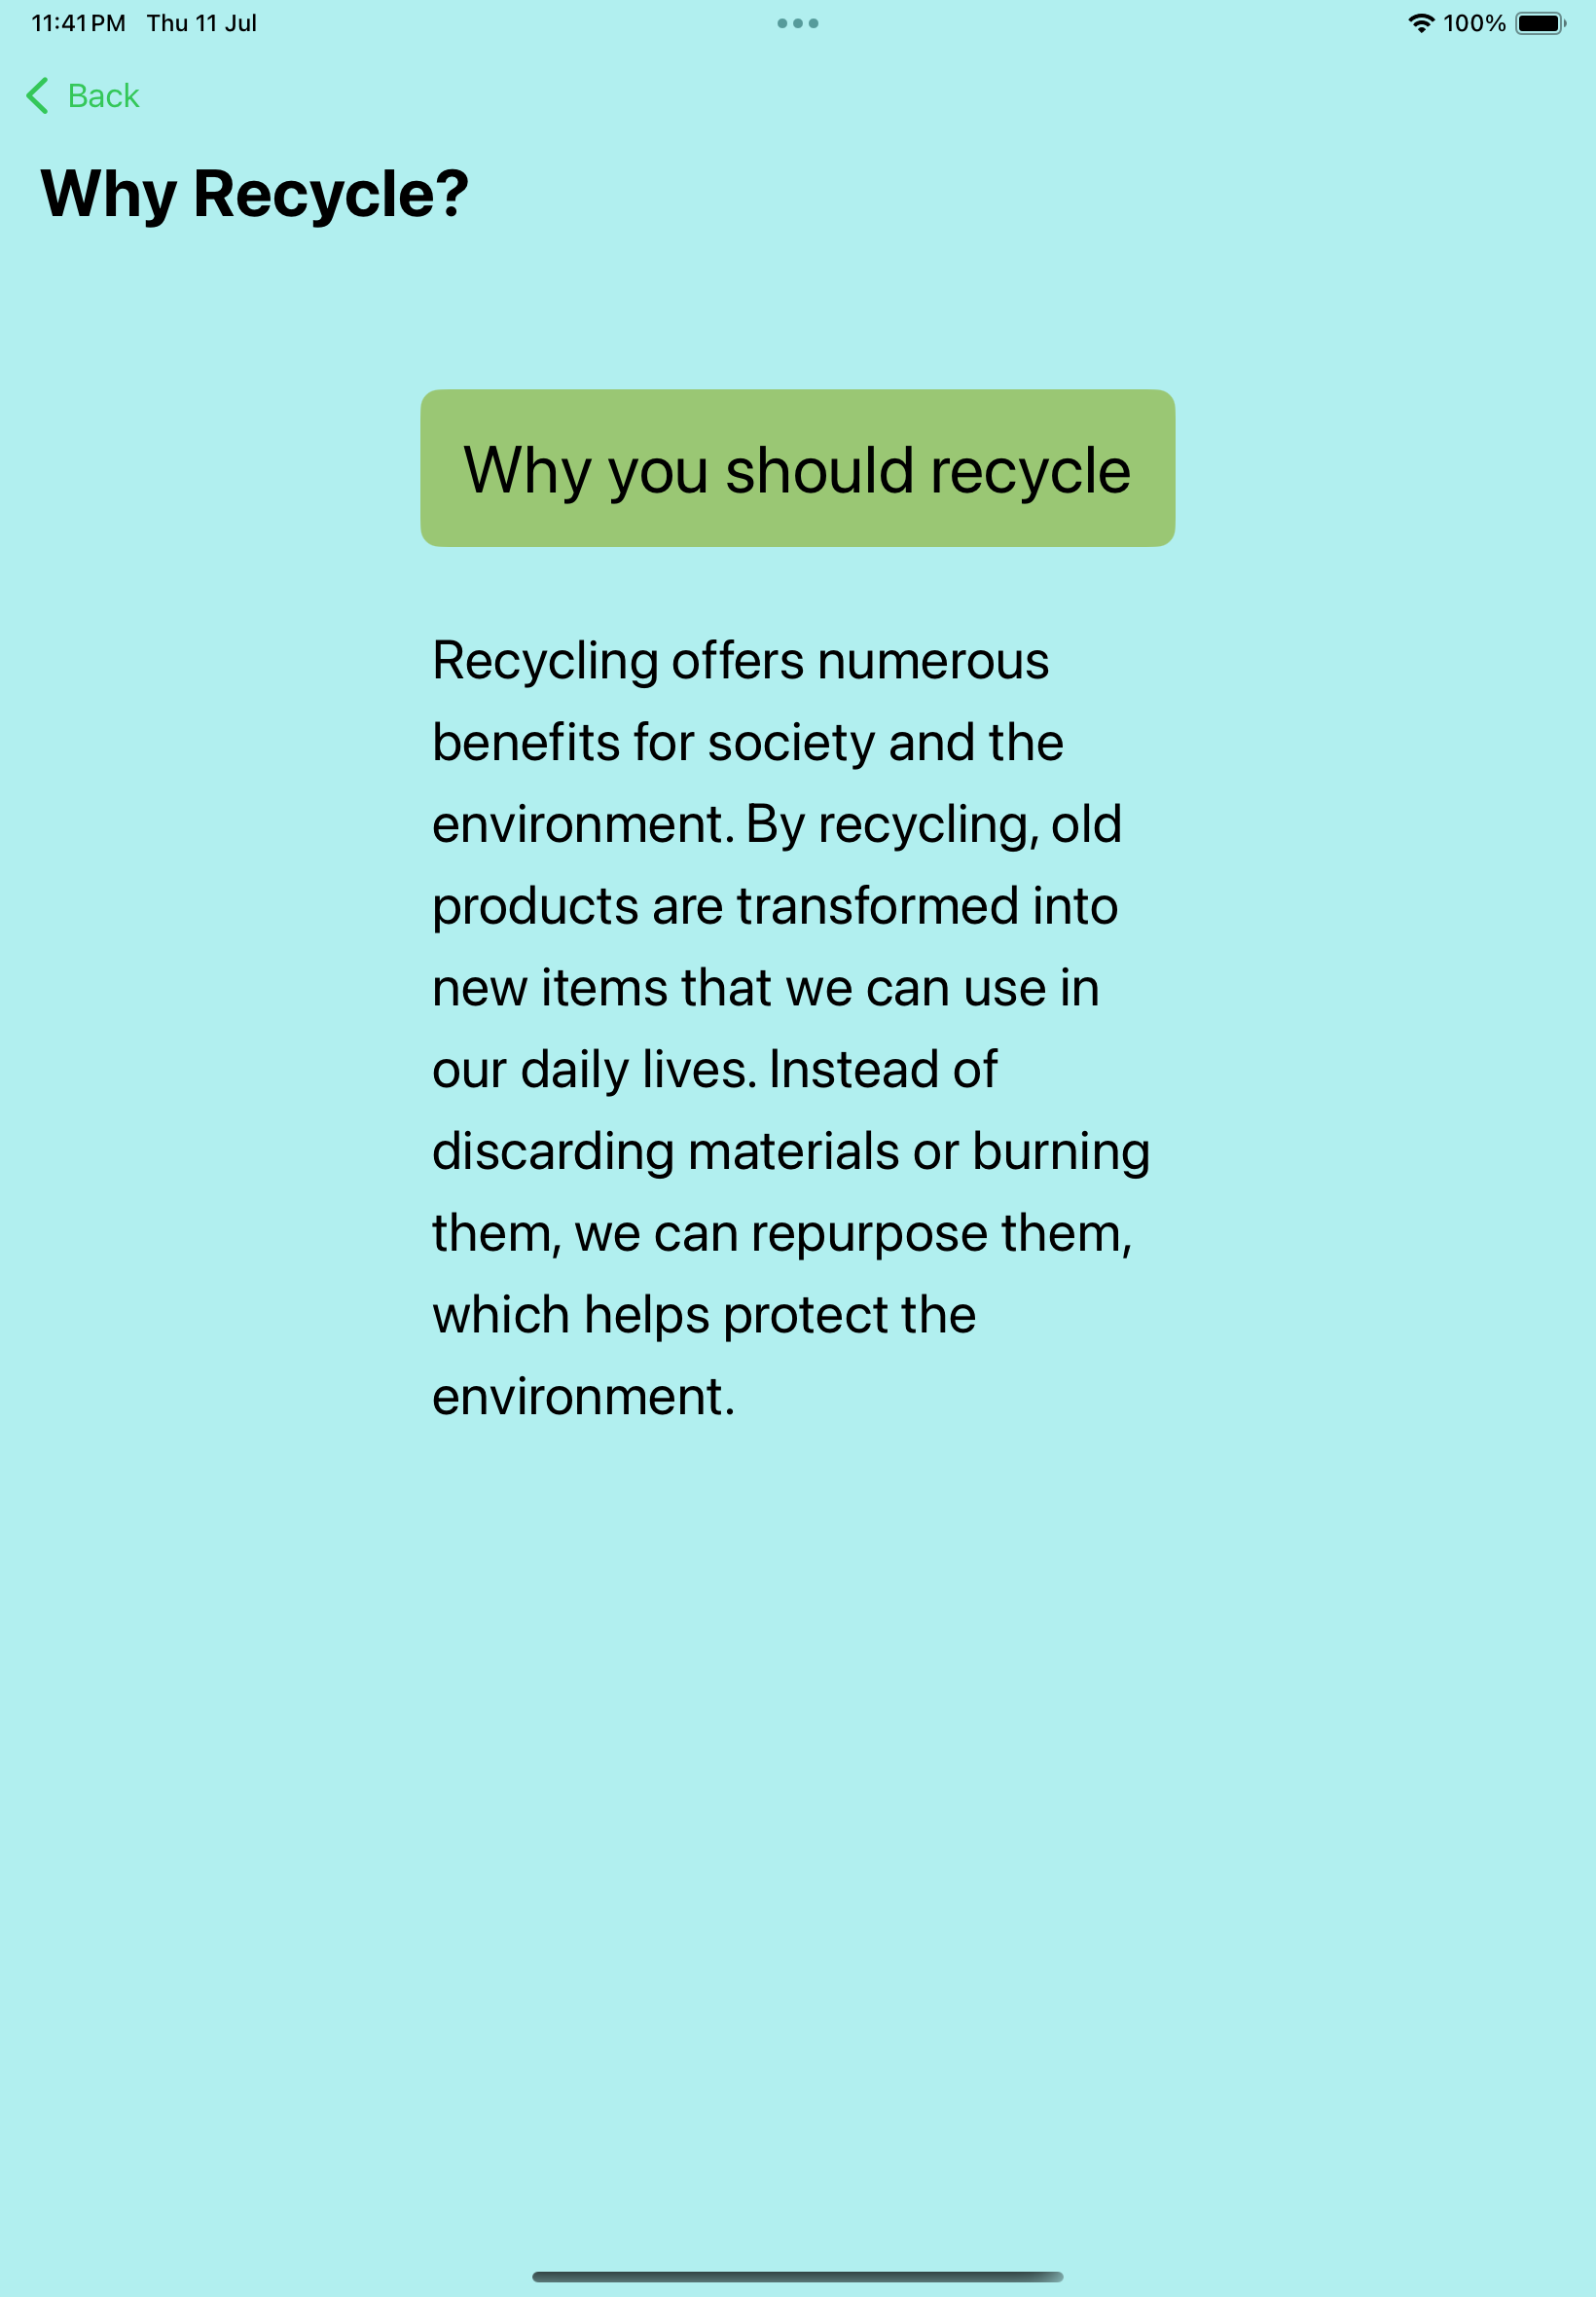 11:41 PM Thu 11 Jul
100%
Back
Why Recycle?
Why you should recycle
Recycling offers numerous
benefits for society and the
environment. By recycling, old
products are transformed into
new items that we can use in
our daily lives. Instead of
discarding materials or burning
them, we can repurpose them,
which helps protect the
environment.